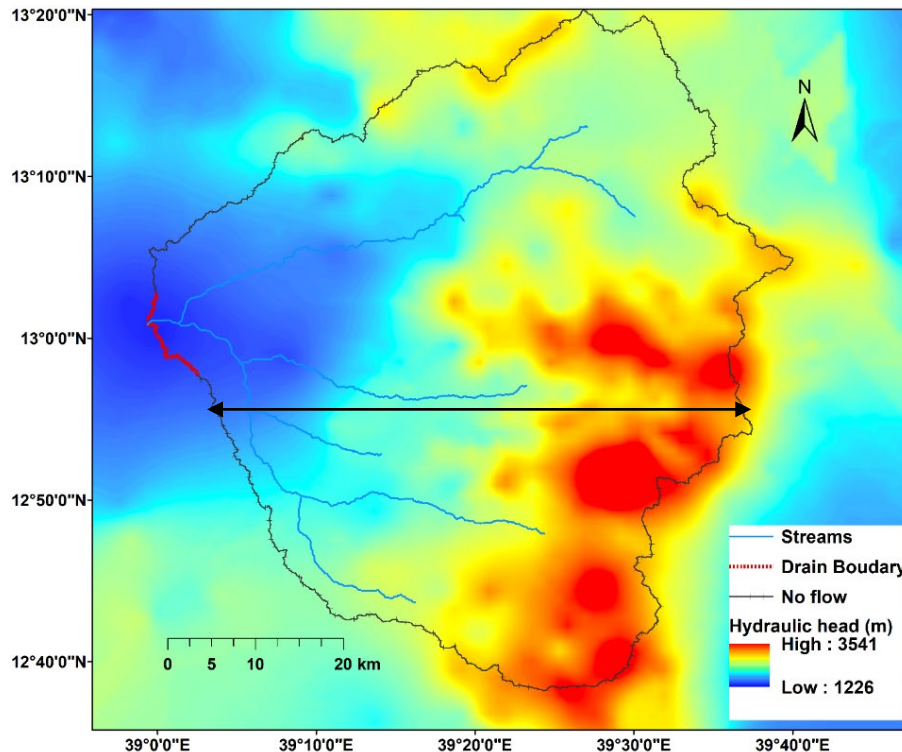 13°20'0"N
N
13°10'0"N
13°0'0"N
12°50'0"N
Streams
Drain Boudary
No flow
Hydraulic head (m)
High : 3541
Low : 1226
0 5 10 20 km
12°40'0"N
39°0'0"E 39°10'0"E 39°20'0"E 39°30'0"E 39°40'0"E